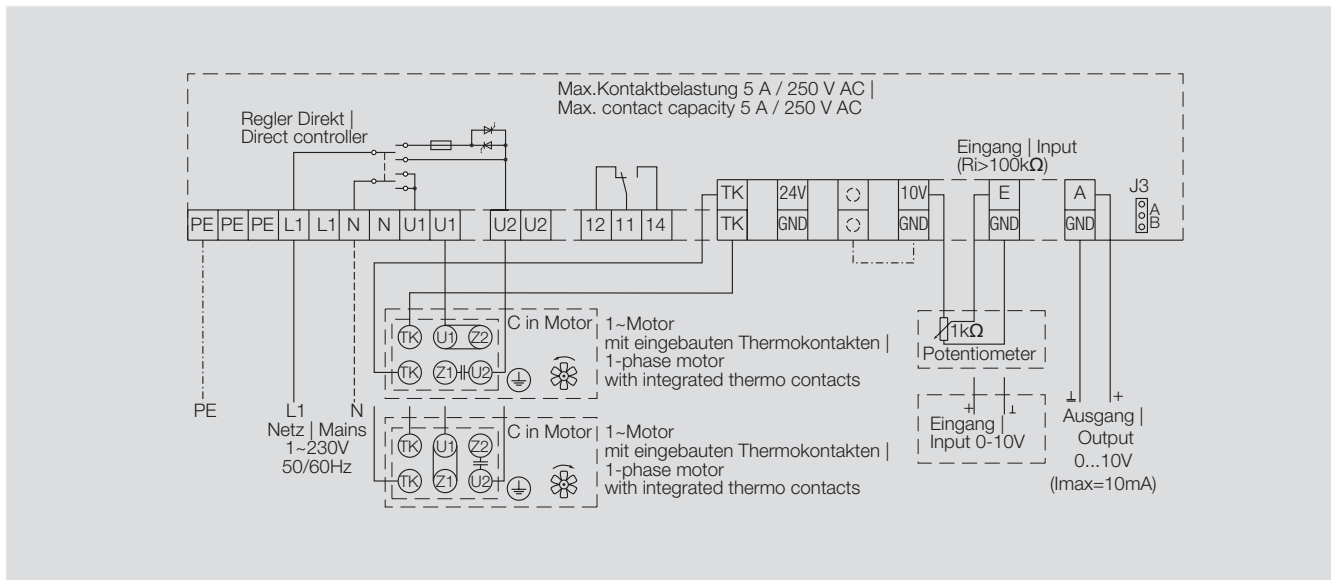 Max.Kontaktbelastung 5 A / 250 V AC |
Max. contact capacity 5 A / 250 V AC
Regler Direkt |
Direct controller
Eingang | Input
(Ri>100kΩ)
J3
A
B
TK 24V 10V E A
TK GND GND GND GND
PE PE PE L1 L1 N N U1 U1 U2 U2 12 11 14
C in Motor
TK U1 Z2
TK Z1 U2
1~Motor
mit eingebauten Thermokontakten |
1-phase motor
with integrated thermo contacts
1kΩ
Potentiometer
PE
L1 N
Netz | Mains
1~230V
50/60Hz
C in Motor
TK U1 Z2
TK Z1 U2
1~Motor
mit eingebauten Thermokontakten |
1-phase motor
with integrated thermo contacts
+ ⊥
Eingang |
Input 0-10V
⊥ +
Ausgang |
Output
0...10V
(Imax=10mA)